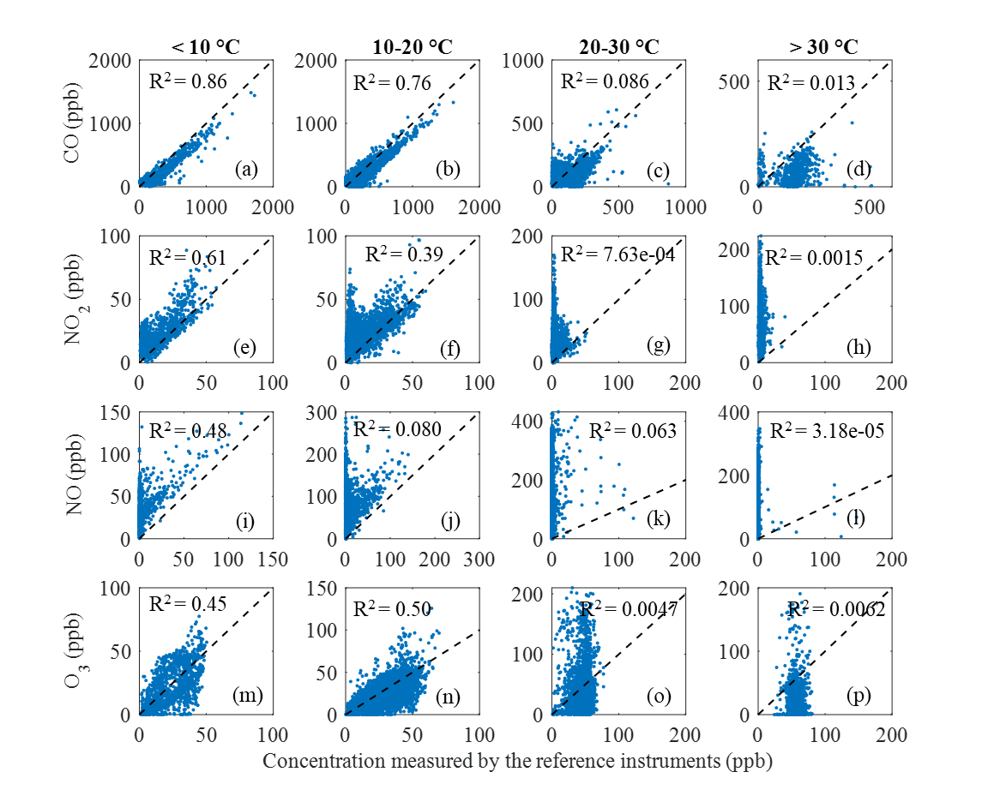 < 10 °C
10-20 °C
20-30 °C
> 30 °C
CO (ppb)
2000
1000
0
R² = 0.86
(a)
0 1000 2000
2000
1000
0
R² = 0.76
(b)
0 1000 2000
1000
500
0
R² = 0.086
(c)
0 500 1000
500
0
R² = 0.013
(d)
0 500
NO₂ (ppb)
100
50
0
R² = 0.61
(e)
0 50 100
100
50
0
R² = 0.39
(f)
0 50 100
200
100
0
R² = 7.63e-04
(g)
0 100 200
200
100
0
R² = 0.0015
(h)
0 100 200
NO (ppb)
150
100
50
0
R² = 0.48
(i)
0 50 100 150
300
200
100
0
R² = 0.080
(j)
0 100 200 300
400
200
0
R² = 0.063
(k)
0 100 200
400
200
0
R² = 3.18e-05
(l)
0 100 200
O₃ (ppb)
100
50
0
R² = 0.45
(m)
0 50 100
150
100
50
0
R² = 0.50
(n)
0 50 100
200
100
0
R² = 0.0047
(o)
0 100 200
200
100
0
R² = 0.0062
(p)
0 100 200
Concentration measured by the reference instruments (ppb)